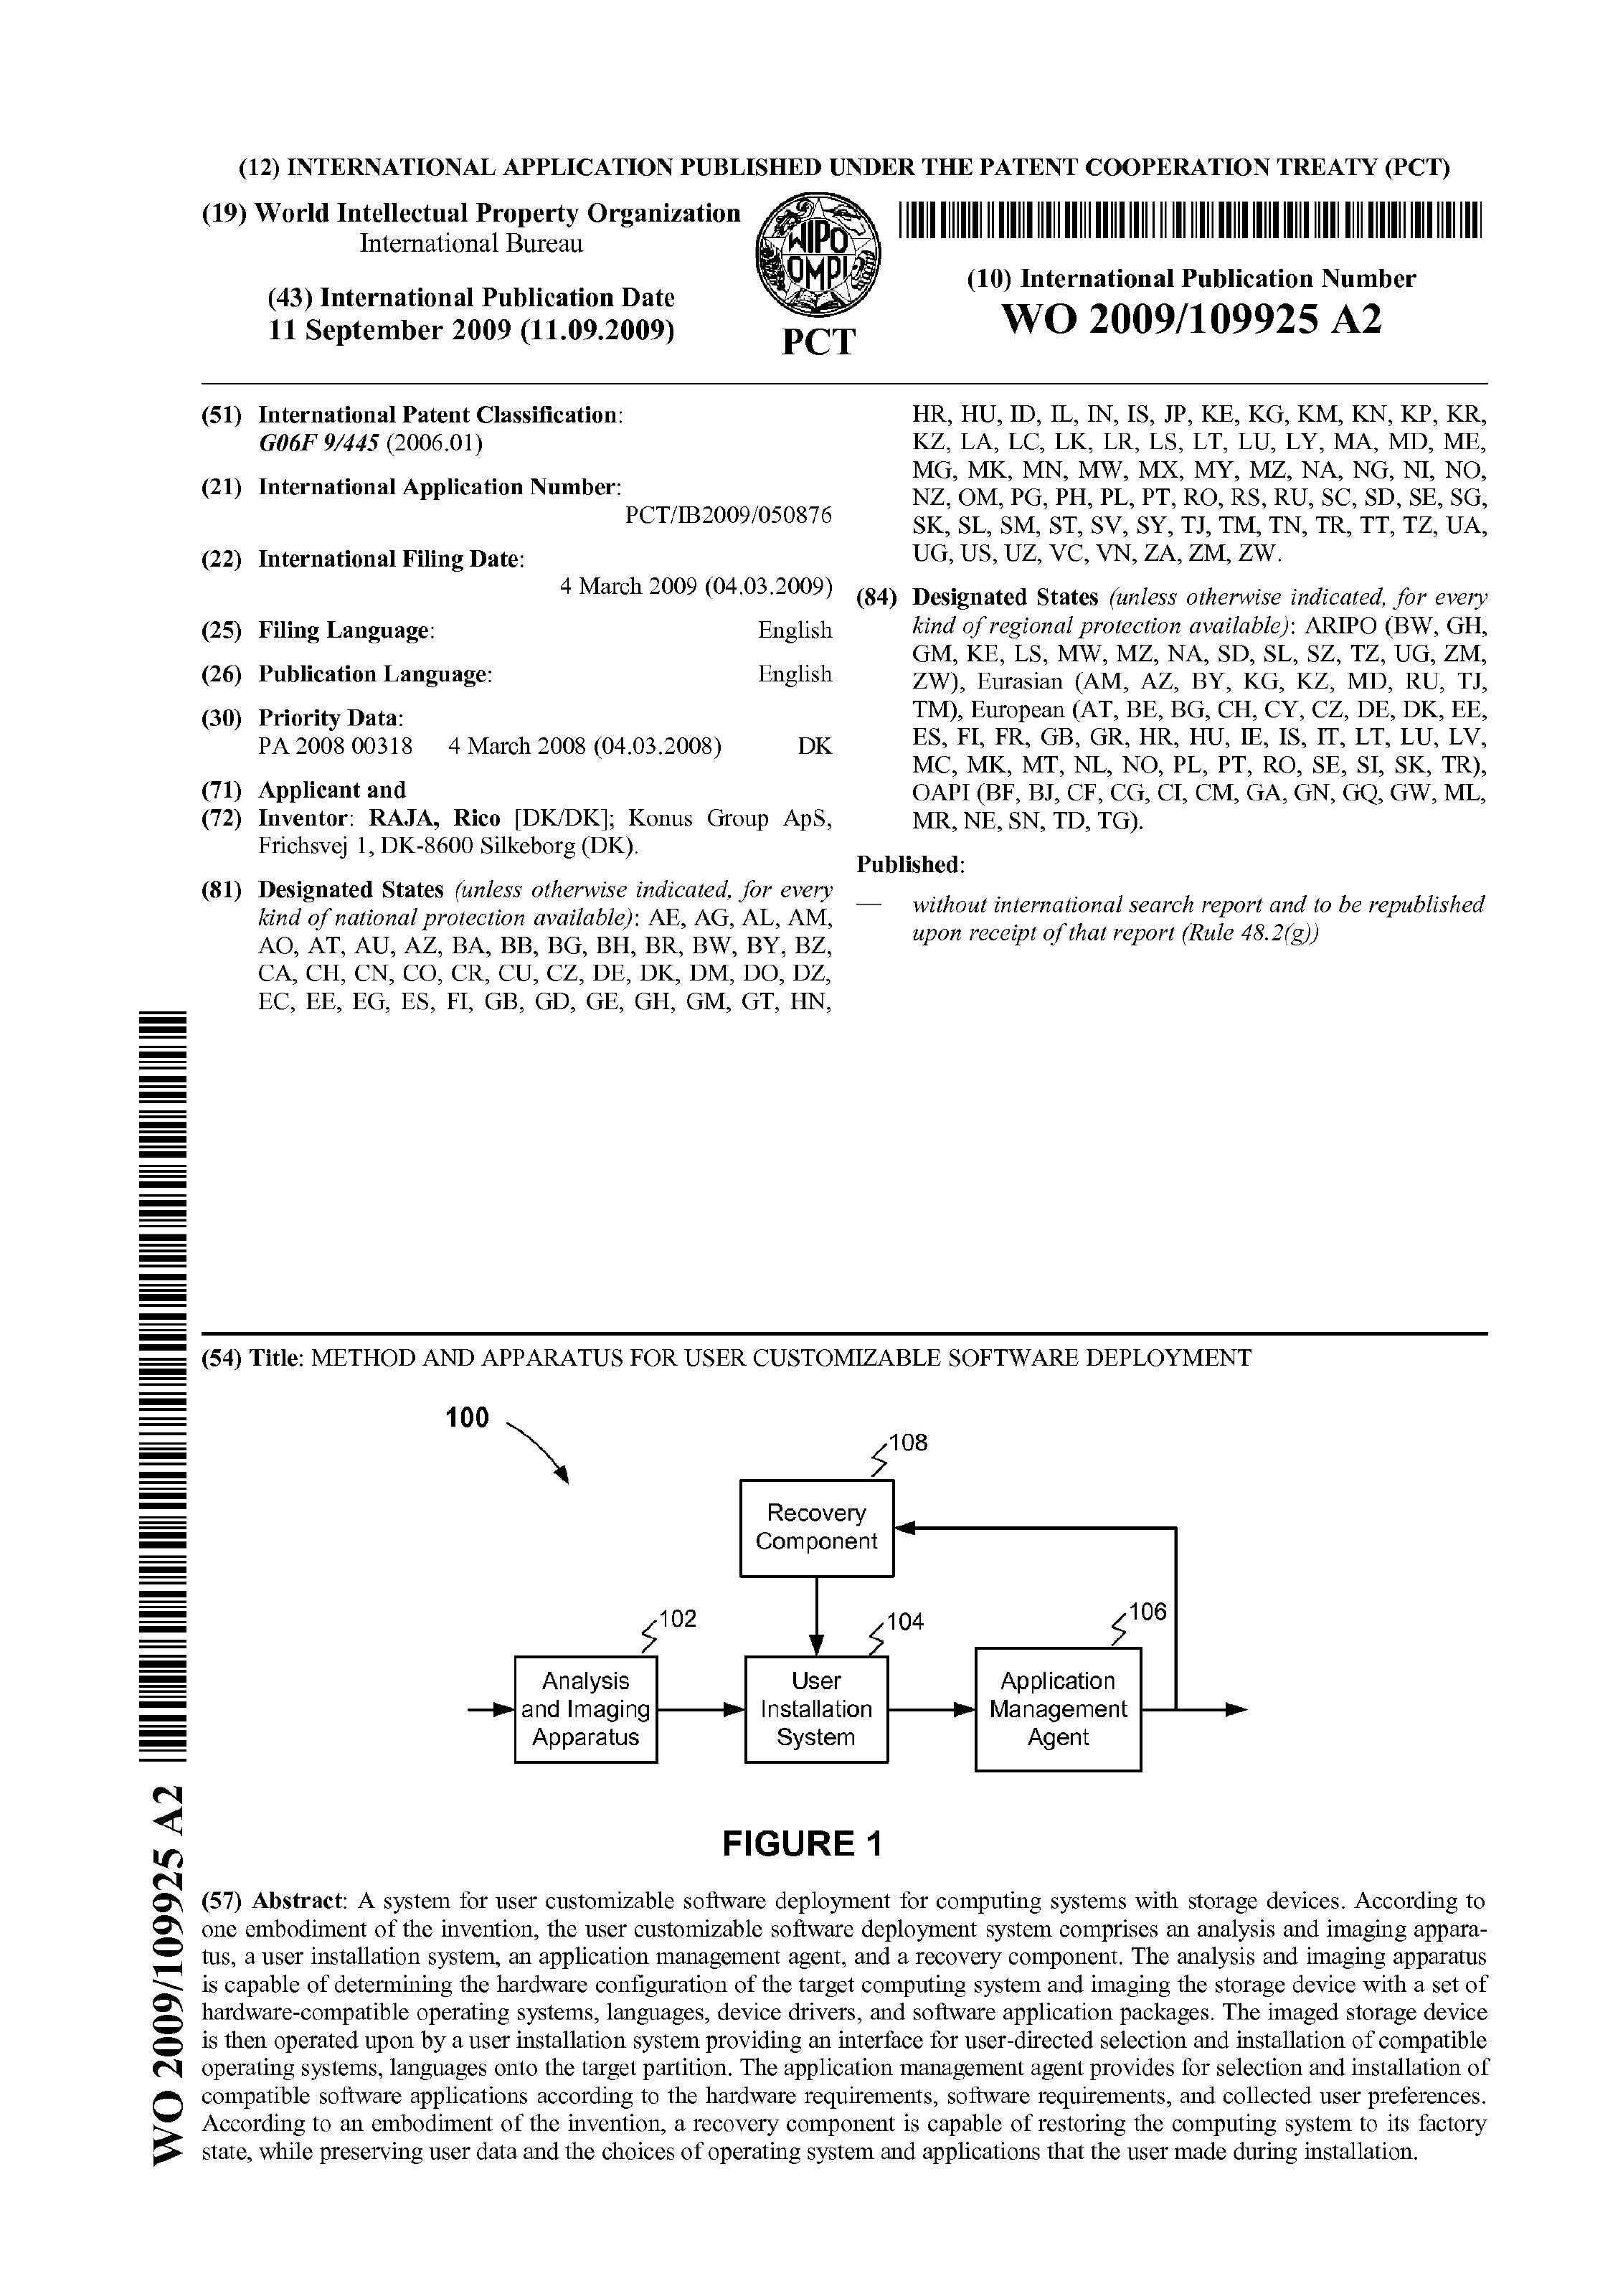 (12) INTERNATIONAL APPLICATION PUBLISHED UNDER THE PATENT COOPERATION TREATY (PCT)
(19) World Intellectual Property Organization
International Bureau
(43) International Publication Date
11 September 2009 (11.09.2009)
WIPO
OMPI
PCT
(10) International Publication Number
WO 2009/109925 A2
(51) International Patent Classification:
G06F 9/445 (2006.01)
(21) International Application Number:
PCT/IB2009/050876
(22) International Filing Date:
4 March 2009 (04.03.2009)
(25) Filing Language: English
(26) Publication Language: English
(30) Priority Data:
PA 2008 00318 4 March 2008 (04.03.2008) DK
(71) Applicant and
(72) Inventor: RAJA, Rico [DK/DK]; Konus Group ApS,
Frichsvej 1, DK-8600 Silkeborg (DK).
(81) Designated States (unless otherwise indicated, for every
kind of national protection available): AE, AG, AL, AM,
AO, AT, AU, AZ, BA, BB, BG, BH, BR, BW, BY, BZ,
CA, CH, CN, CO, CR, CU, CZ, DE, DK, DM, DO, DZ,
EC, EE, EG, ES, FI, GB, GD, GE, GH, GM, GT, HN,
HR, HU, ID, IL, IN, IS, JP, KE, KG, KM, KN, KP, KR,
KZ, LA, LC, LK, LR, LS, LT, LU, LY, MA, MD, ME,
MG, MK, MN, MW, MX, MY, MZ, NA, NG, NI, NO,
NZ, OM, PG, PH, PL, PT, RO, RS, RU, SC, SD, SE, SG,
SK, SL, SM, ST, SV, SY, TJ, TM, TN, TR, TT, TZ, UA,
UG, US, UZ, VC, VN, ZA, ZM, ZW.
(84) Designated States (unless otherwise indicated, for every
kind of regional protection available): ARIPO (BW, GH,
GM, KE, LS, MW, MZ, NA, SD, SL, SZ, TZ, UG, ZM,
ZW), Eurasian (AM, AZ, BY, KG, KZ, MD, RU, TJ,
TM), European (AT, BE, BG, CH, CY, CZ, DE, DK, EE,
ES, FI, FR, GB, GR, HR, HU, IE, IS, IT, LT, LU, LV,
MC, MK, MT, NL, NO, PL, PT, RO, SE, SI, SK, TR),
OAPI (BF, BJ, CF, CG, CI, CM, GA, GN, GQ, GW, ML,
MR, NE, SN, TD, TG).
Published:
— without international search report and to be republished
upon receipt of that report (Rule 48.2(g))
(54) Title: METHOD AND APPARATUS FOR USER CUSTOMIZABLE SOFTWARE DEPLOYMENT
100
108
Recovery
Component
102
104
106
Analysis
and Imaging
Apparatus
User
Installation
System
Application
Management
Agent
FIGURE 1
(57) Abstract: A system for user customizable software deployment for computing systems with storage devices. According to
one embodiment of the invention, the user customizable software deployment system comprises an analysis and imaging appara-
tus, a user installation system, an application management agent, and a recovery component. The analysis and imaging apparatus
is capable of determining the hardware configuration of the target computing system and imaging the storage device with a set of
hardware-compatible operating systems, languages, device drivers, and software application packages. The imaged storage device
is then operated upon by a user installation system providing an interface for user-directed selection and installation of compatible
operating systems, languages onto the target partition. The application management agent provides for selection and installation of
compatible software applications according to the hardware requirements, software requirements, and collected user preferences.
According to an embodiment of the invention, a recovery component is capable of restoring the computing system to its factory
state, while preserving user data and the choices of operating system and applications that the user made during installation.
WO 2009/109925 A2